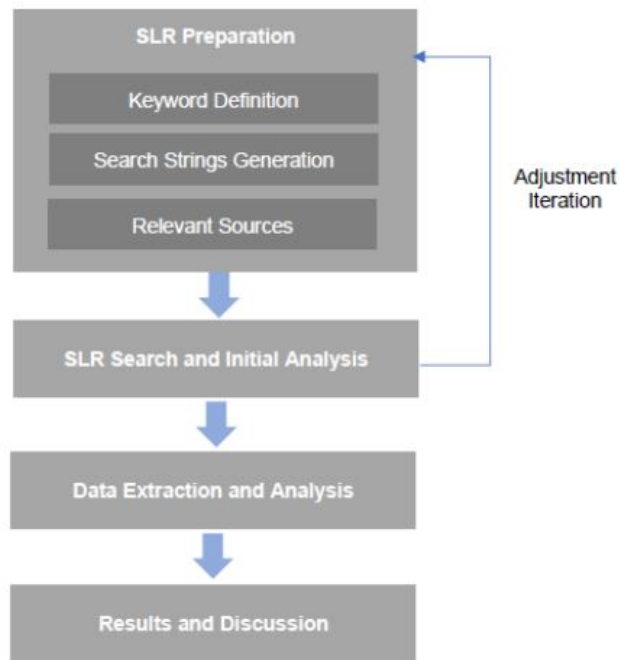 SLR Preparation
Keyword Definition
Search Strings Generation
Relevant Sources
Adjustment
Iteration
SLR Search and Initial Analysis
Data Extraction and Analysis
Results and Discussion